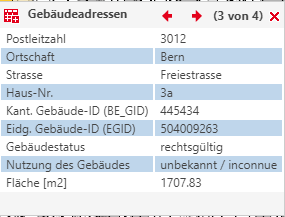 Gebäudeadressen (3 von 4)
Postleitzahl 3012
Ortschaft Bern
Strasse Freiestrasse
Haus-Nr. 3a
Kant. Gebäude-ID (BE_GID) 445434
Eidg. Gebäude-ID (EGID) 504009263
Gebäudestatus rechtsgültig
Nutzung des Gebäudes unbekannt / inconnue
Fläche [m2] 1707.83